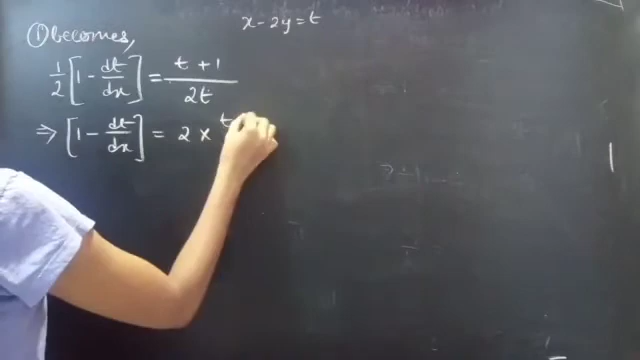 x - 2y = t
① becomes,
1/2 [1 - dt/dx] = (t + 1)/2t
⇒ [1 - dt/dx] = 2 × t